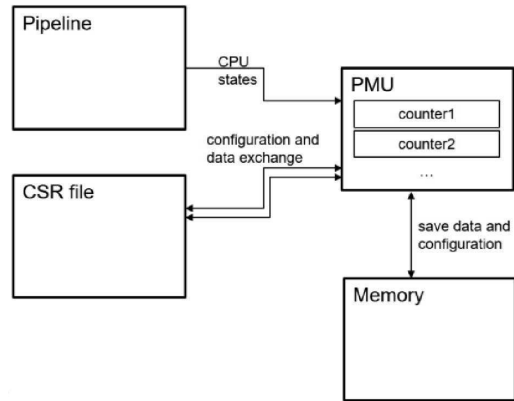 Pipeline
CPU
states
PMU
counter1
counter2
...
configuration and
data exchange
CSR file
save data and
configuration
Memory